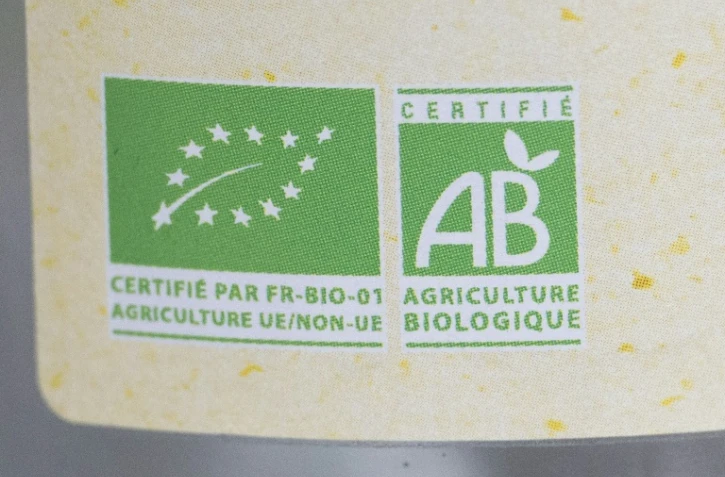 CERTIFIÉ PAR FR-BIO-01
AGRICULTURE UE/NON-UE
CERTIFIÉ
AB
AGRICULTURE
BIOLOGIQUE